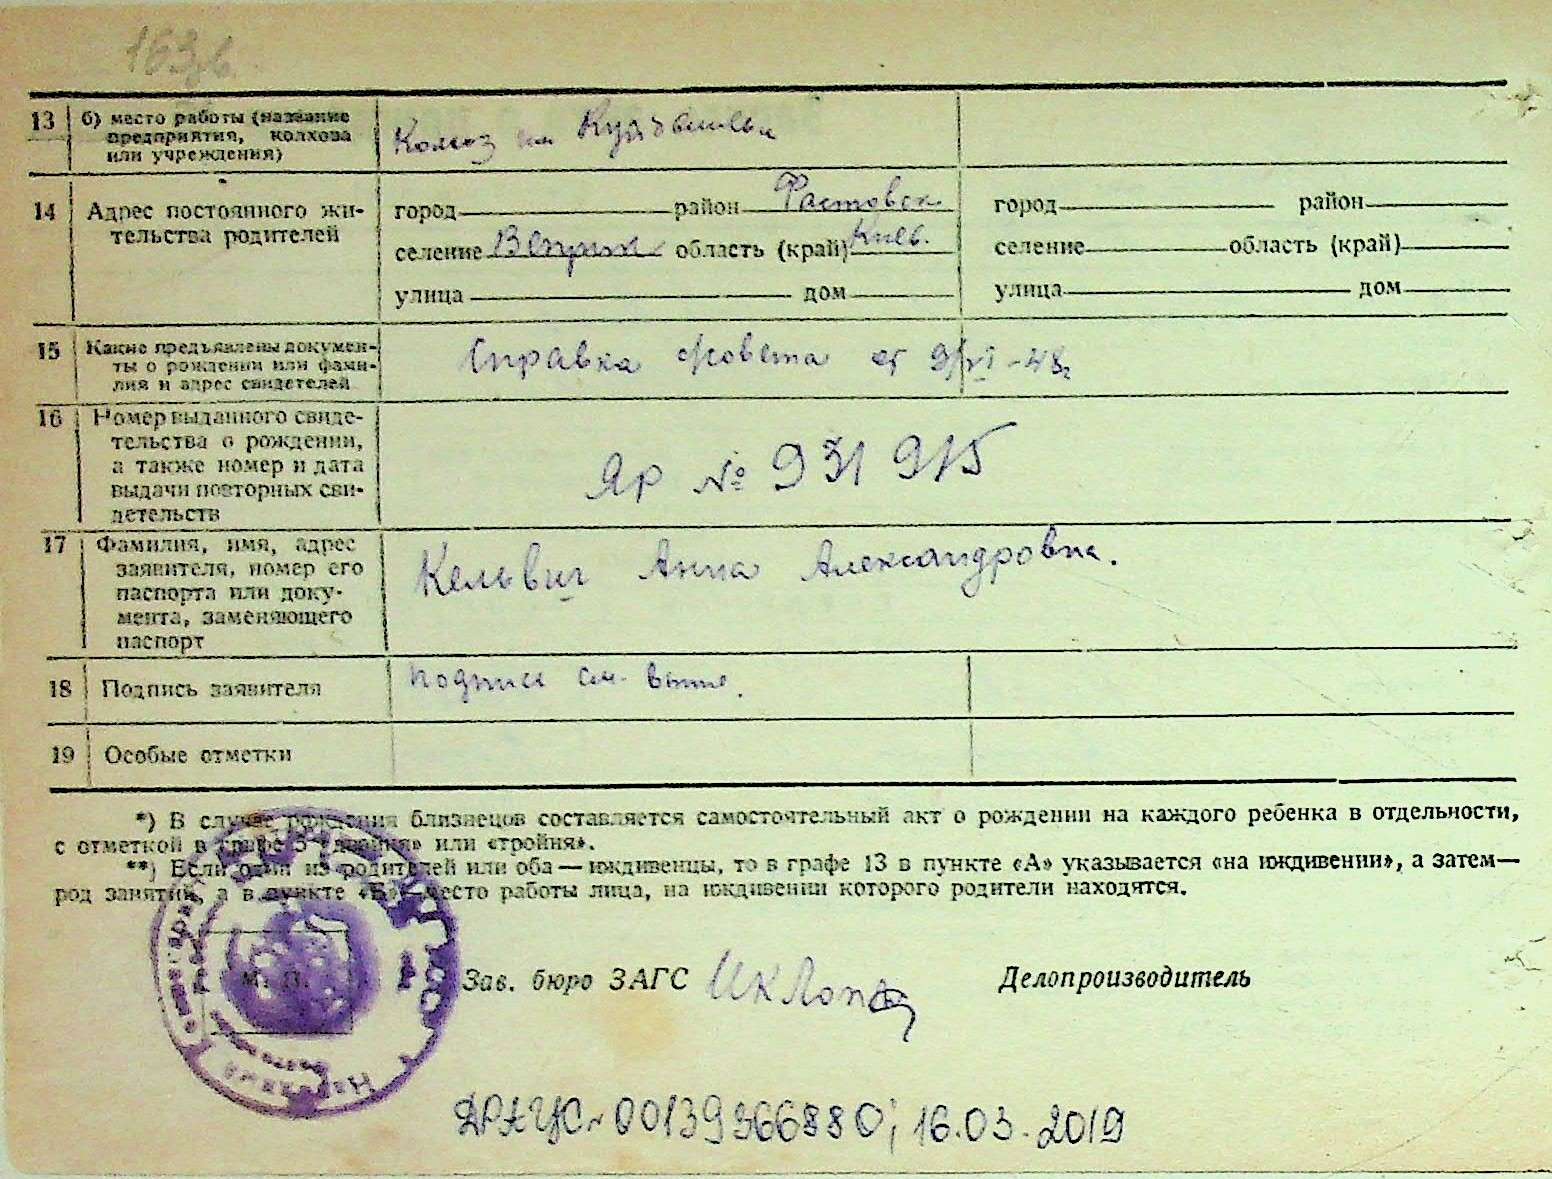 163 зв.
13 б) место работы (название предприятия, колхоза или учреждения) Колхоз им Куйбышева
14 Адрес постоянного жительства родителей
город район Фастовск город район
селение Веприк область (край) Киев. селение область (край)
улица дом улица дом
15 Какие предъявлены документы о рождении или фамилия и адрес свидетелей Справка с/совета от 9/VI-48г
16 Номер выданного свидетельства о рождении, а также номер и дата выдачи повторных свидетельств ЯР № 931915
17 Фамилия, имя, адрес заявителя, номер его паспорта или документа, заменяющего паспорт Кельвич Анна Александровна.
18 Подпись заявителя подпись см. выше.
19 Особые отметки
*) В случае рождения близнецов составляется самостоятельный акт о рождении на каждого ребенка в отдельности,
с отметкой в графе 5 «двойня» или «тройня».
**) Если один из родителей или оба — иждивенцы, то в графе 13 в пункте «А» указывается «на иждивении», а затем—
род занятий, а в пункте «Б» место работы лица, на иждивении которого родители находятся.
М. П. Зав. бюро ЗАГС Делопроизводитель
ДРАЦС-00139366880; 16.03.2019